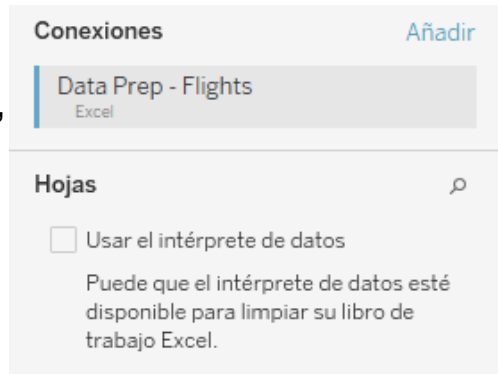 Conexiones Añadir
Data Prep - Flights
Excel
,
Hojas
Usar el intérprete de datos
Puede que el intérprete de datos esté
disponible para limpiar su libro de
trabajo Excel.